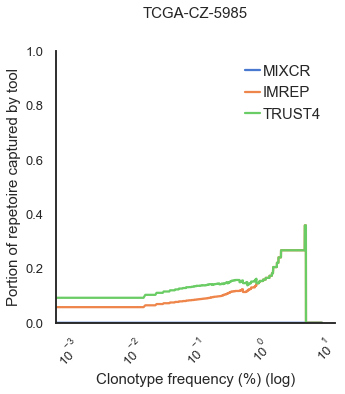 TCGA-CZ-5985
Portion of repetoire captured by tool
1.0
0.8
0.6
0.4
0.2
0.0
MIXCR
IMREP
TRUST4
10⁻³
10⁻²
10⁻¹
10⁰
10¹
Clonotype frequency (%) (log)